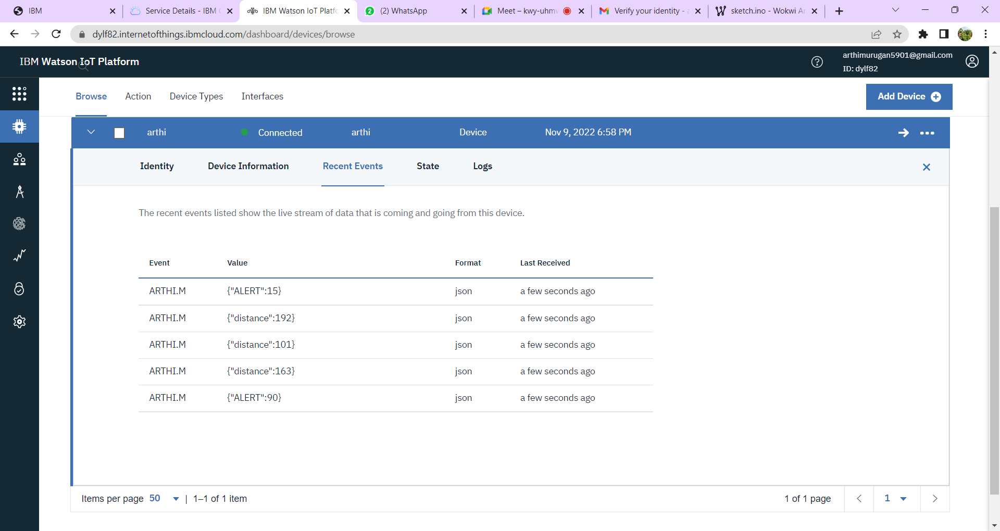 IBM
Service Details - IBM
IBM Watson IoT Platfo
(2) WhatsApp
Meet – kwy-uhmv
Verify your identity -
sketch.ino - Wokwi
dylf82.internetofthings.ibmcloud.com/dashboard/devices/browse
IBM Watson IoT Platform
arthimurugan5901@gmail.com
ID: dylf82
Browse Action Device Types Interfaces
Add Device
arthi Connected arthi Device Nov 9, 2022 6:58 PM
Identity Device Information Recent Events State Logs
The recent events listed show the live stream of data that is coming and going from this device.
Event Value Format Last Received
ARTHI.M {"ALERT":15} json a few seconds ago
ARTHI.M {"distance":192} json a few seconds ago
ARTHI.M {"distance":101} json a few seconds ago
ARTHI.M {"distance":163} json a few seconds ago
ARTHI.M {"ALERT":90} json a few seconds ago
Items per page 50 | 1–1 of 1 item
1 of 1 page 1